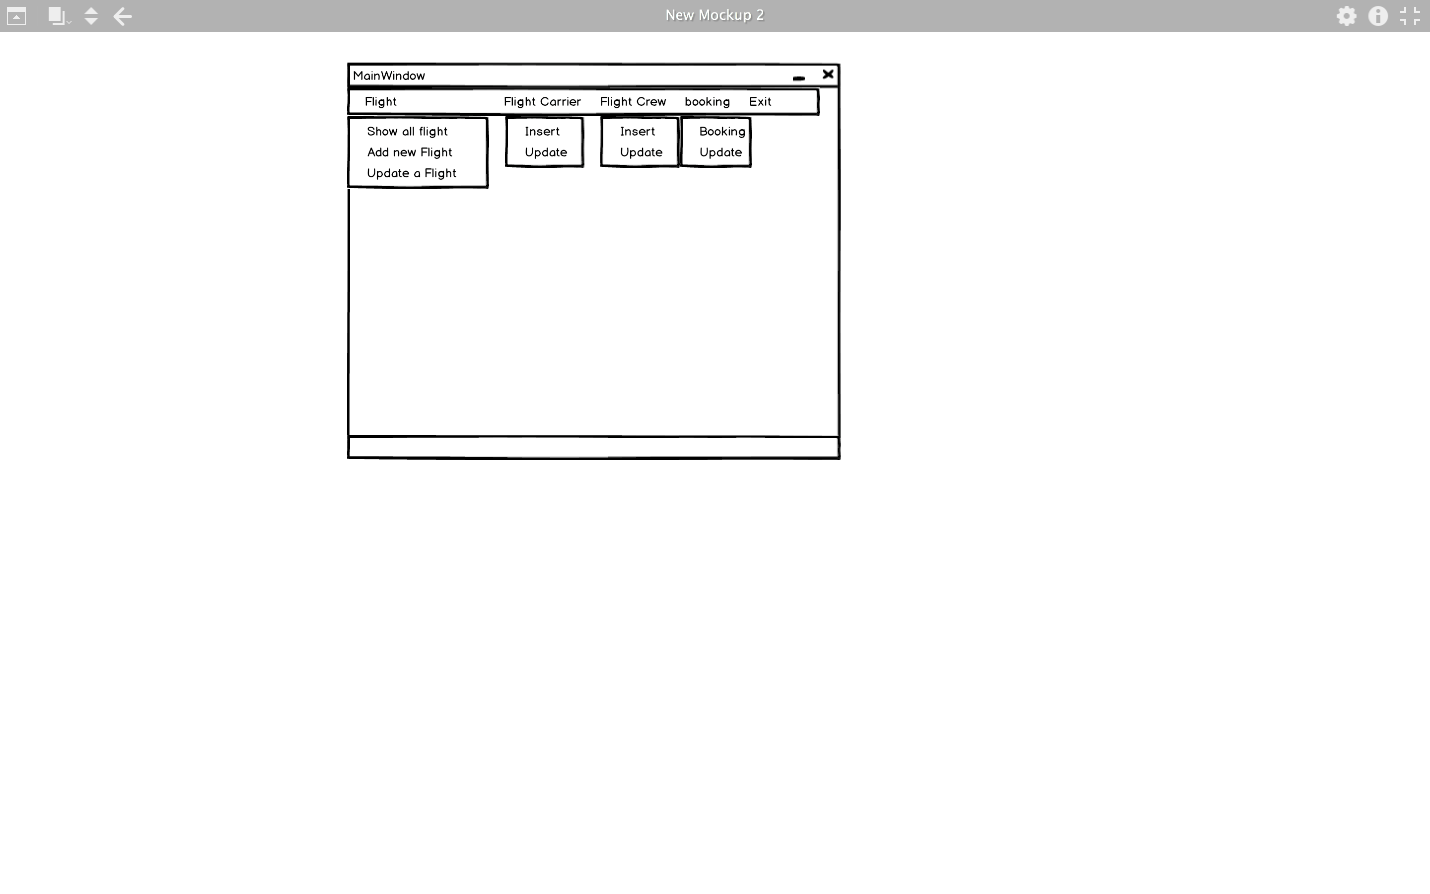 New Mockup 2
MainWindow
Flight Flight Carrier Flight Crew booking Exit
Show all flight
Add new Flight
Update a Flight
Insert
Update
Insert
Update
Booking
Update